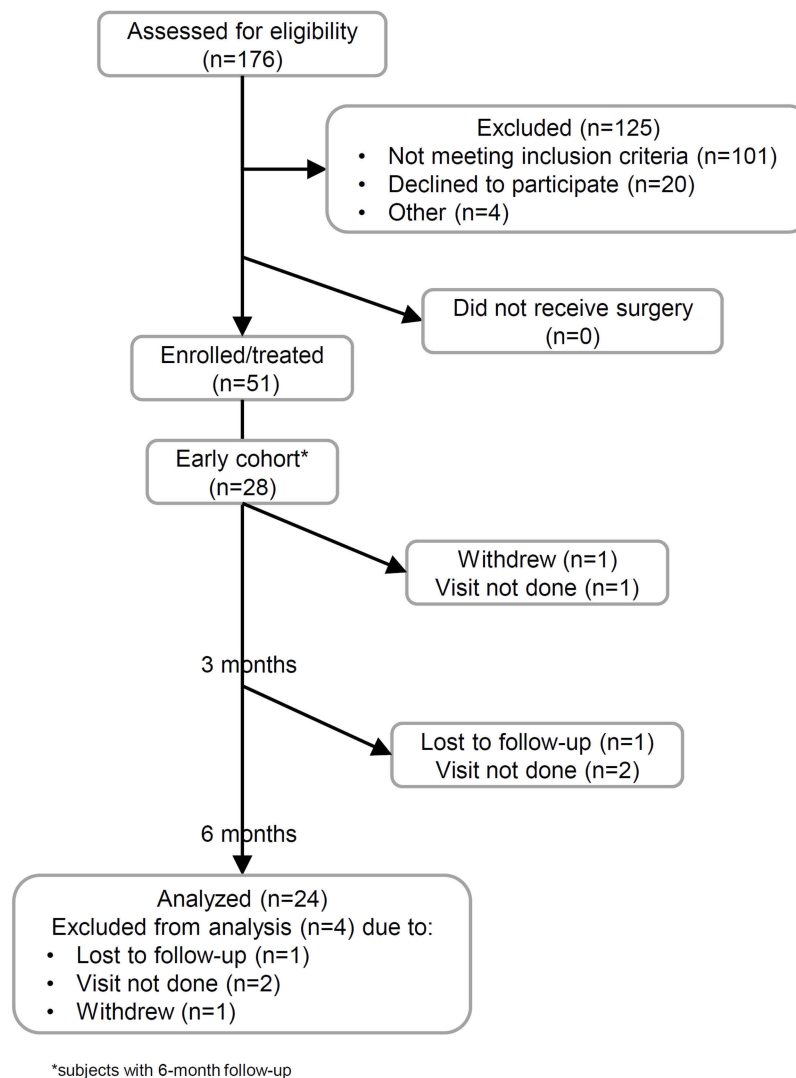 Assessed for eligibility
(n=176)
Excluded (n=125)
• Not meeting inclusion criteria (n=101)
• Declined to participate (n=20)
• Other (n=4)
Did not receive surgery
(n=0)
Enrolled/treated
(n=51)
Early cohort*
(n=28)
Withdrew (n=1)
Visit not done (n=1)
3 months
Lost to follow-up (n=1)
Visit not done (n=2)
6 months
Analyzed (n=24)
Excluded from analysis (n=4) due to:
• Lost to follow-up (n=1)
• Visit not done (n=2)
• Withdrew (n=1)
*subjects with 6-month follow-up